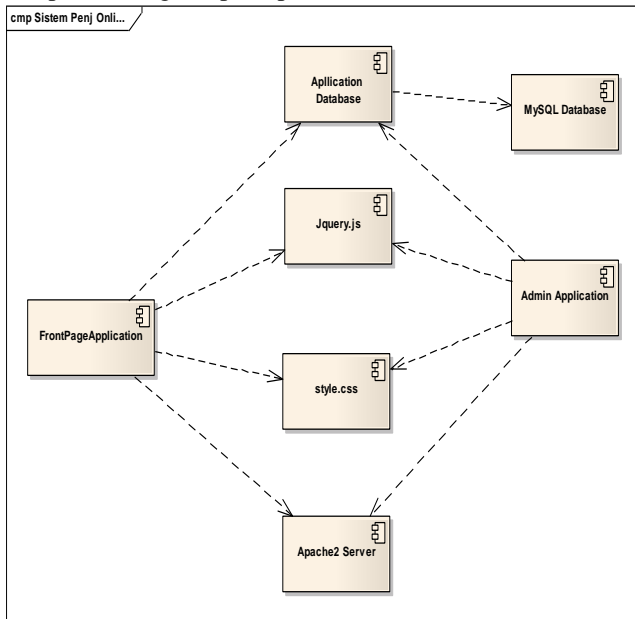 cmp Sistem Penj Onli...
Apllication
Database
MySQL Database
Jquery.js
FrontPageApplication
Admin Application
style.css
Apache2 Server